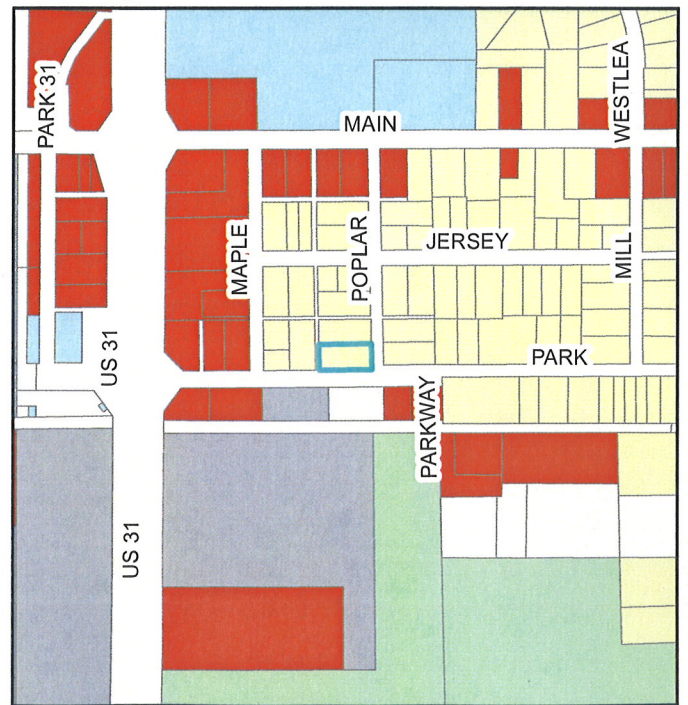 PARK 31
WESTLEA
MAIN
MAPLE
POPLAR
JERSEY
MILL
US 31
PARK
PARKWAY
US 31